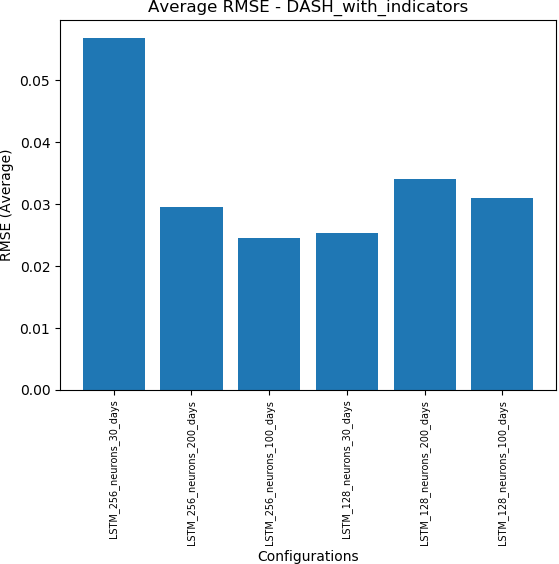 Average RMSE - DASH_with_indicators
RMSE (Average)
0.05
0.04
0.03
0.02
0.01
0.00
LSTM_256_neurons_30_days
LSTM_256_neurons_200_days
LSTM_256_neurons_100_days
LSTM_128_neurons_30_days
LSTM_128_neurons_200_days
LSTM_128_neurons_100_days
Configurations